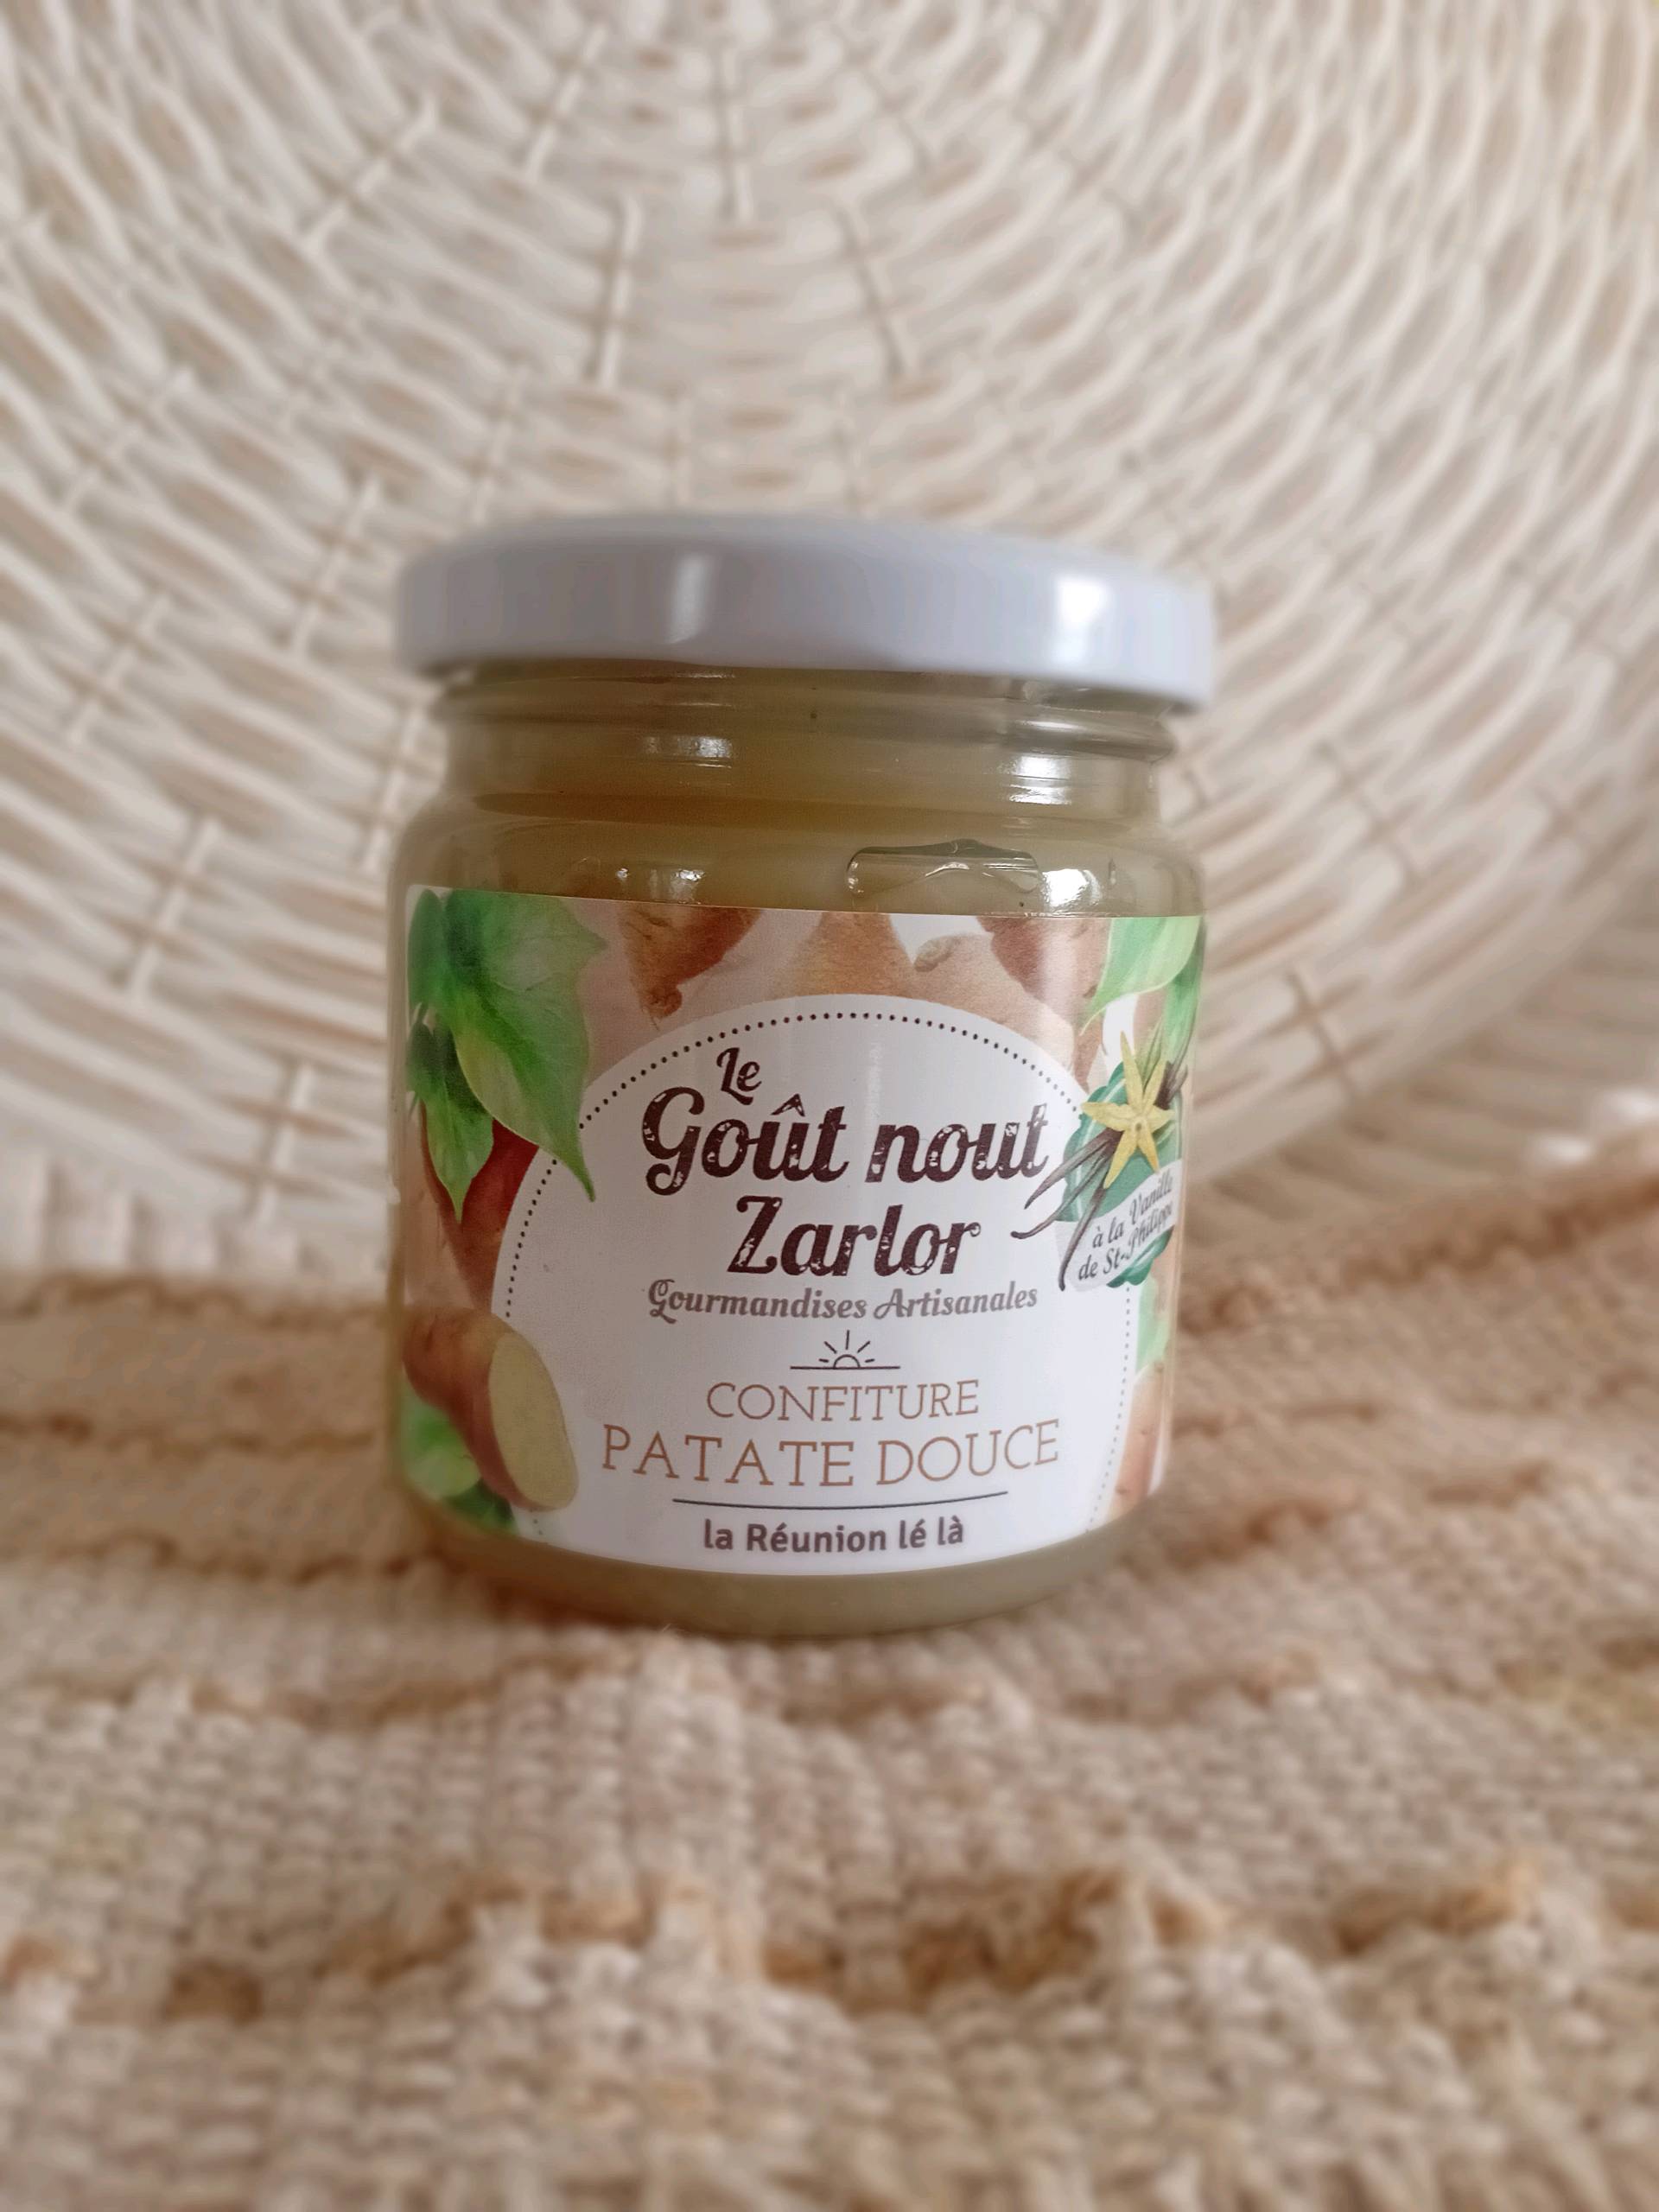 Le
Goût nout
Zarlor
Gourmandises Artisanales
à la Vanille
de St-Philippe
CONFITURE
PATATE DOUCE
la Réunion lé là